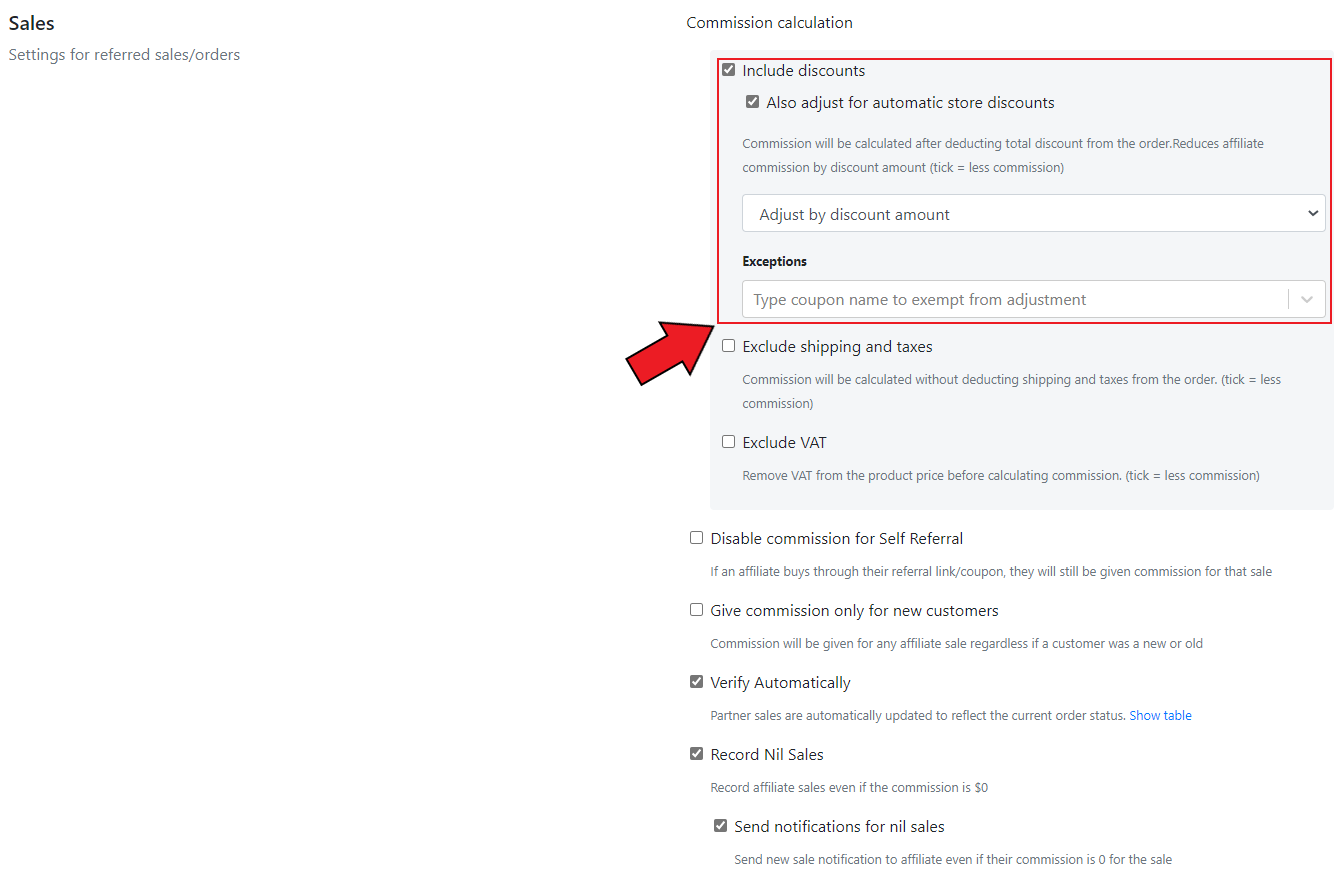 Sales
Settings for referred sales/orders
Commission calculation
Include discounts
Also adjust for automatic store discounts
Commission will be calculated after deducting total discount from the order.Reduces affiliate
commission by discount amount (tick = less commission)
Adjust by discount amount
Exceptions
Type coupon name to exempt from adjustment
Exclude shipping and taxes
Commission will be calculated without deducting shipping and taxes from the order. (tick = less
commission)
Exclude VAT
Remove VAT from the product price before calculating commission. (tick = less commission)
Disable commission for Self Referral
If an affiliate buys through their referral link/coupon, they will still be given commission for that sale
Give commission only for new customers
Commission will be given for any affiliate sale regardless if a customer was a new or old
Verify Automatically
Partner sales are automatically updated to reflect the current order status. Show table
Record Nil Sales
Record affiliate sales even if the commission is $0
Send notifications for nil sales
Send new sale notification to affiliate even if their commission is 0 for the sale